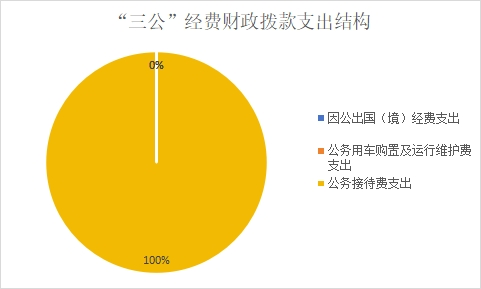 “三公”经费财政拨款支出结构
0%
因公出国（境）经费支出
公务用车购置及运行维护费
支出
公务接待费支出
100%